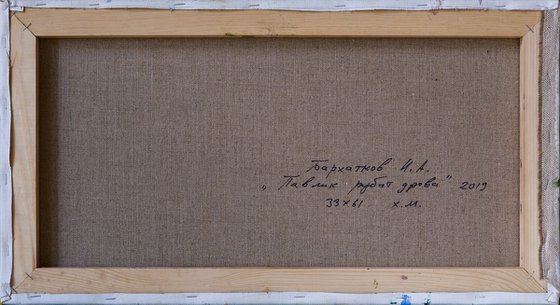 Бархатков И.А.
„Павлик рубит дрова" 2019
33×61 х.м.